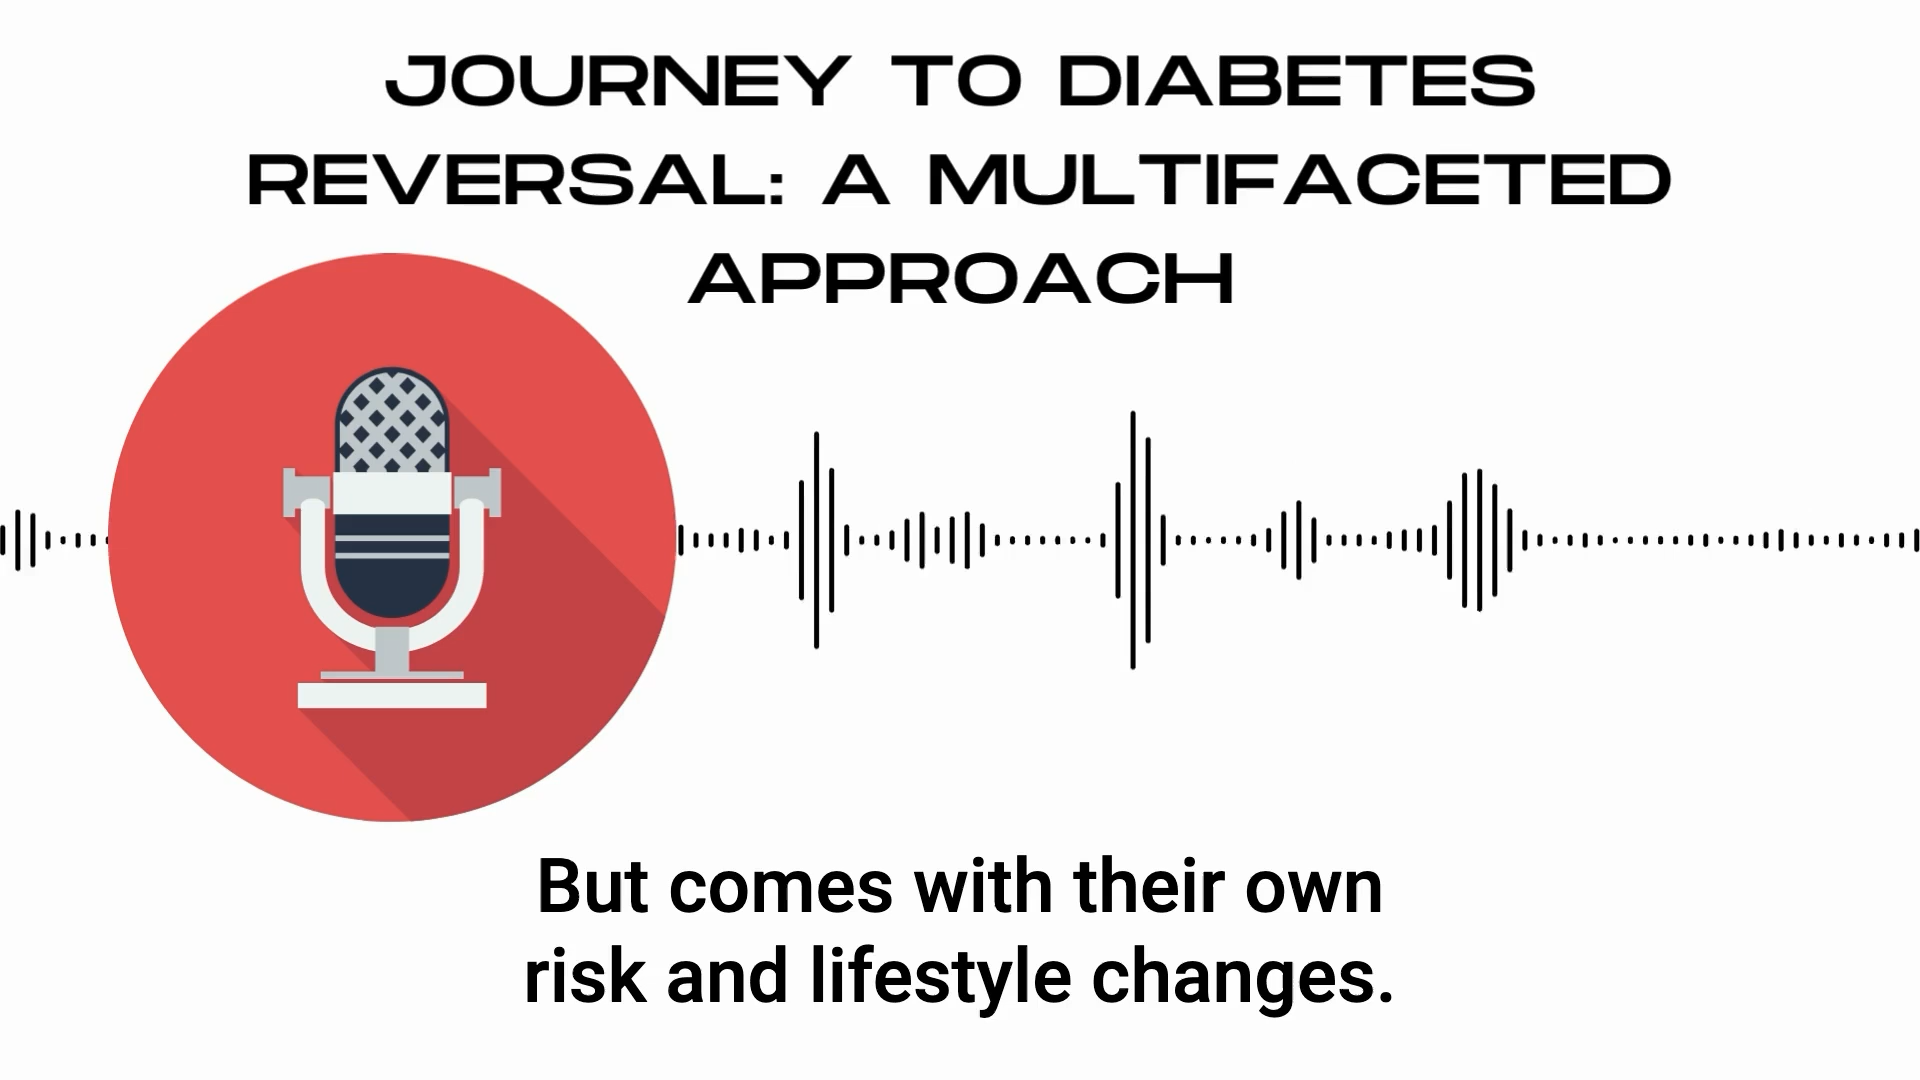 JOURNEY TO DIABETES
REVERSAL: A MULTIFACETED
APPROACH
But comes with their own
risk and lifestyle changes.